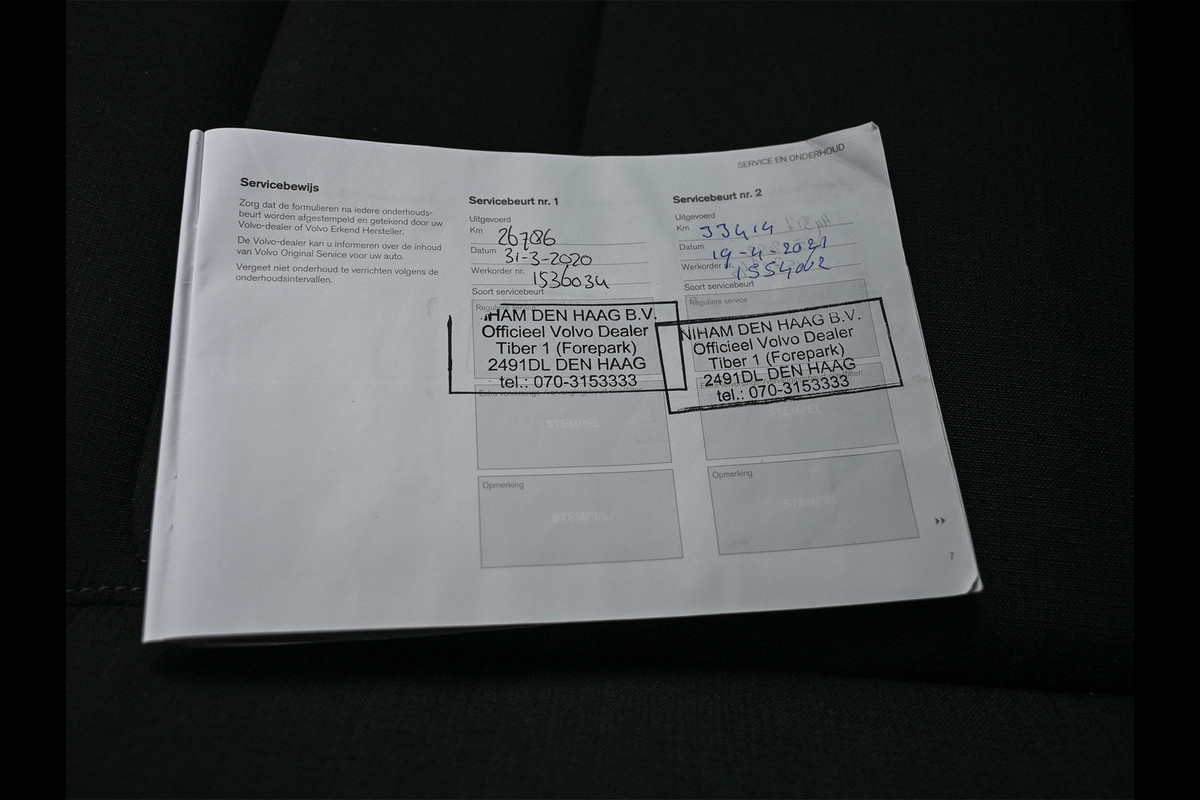 SERVICE EN ONDERHOUD
Servicebewijs
Zorg dat de formulieren na iedere onderhouds-
beurt worden afgestempeld en getekend door uw
Volvo-dealer of Volvo Erkend Hersteller.
De Volvo-dealer kan u informeren over de inhoud
van Volvo Original Service voor uw auto.
Vergeet niet onderhoud te verrichten volgens de
onderhoudsintervallen.
Servicebeurt nr. 1
Uitgevoerd
Km 26786
Datum 31-3-2020
Werkorder nr. 1536034
Soort servicebeurt
Reguliere service
HAM DEN HAAG B.V.
Officieel Volvo Dealer
Tiber 1 (Forepark)
2491DL DEN HAAG
tel.: 070-3153333
STEMPEL
Opmerking
STEMPEL
Servicebeurt nr. 2
Uitgevoerd
Km 33414
Datum 19-4-2021
Werkorder nr. 1554002
Soort servicebeurt
Reguliere service
NIHAM DEN HAAG B.V.
Officieel Volvo Dealer
Tiber 1 (Forepark)
2491DL DEN HAAG
tel.: 070-3153333
STEMPEL
Opmerking
STEMPEL
7